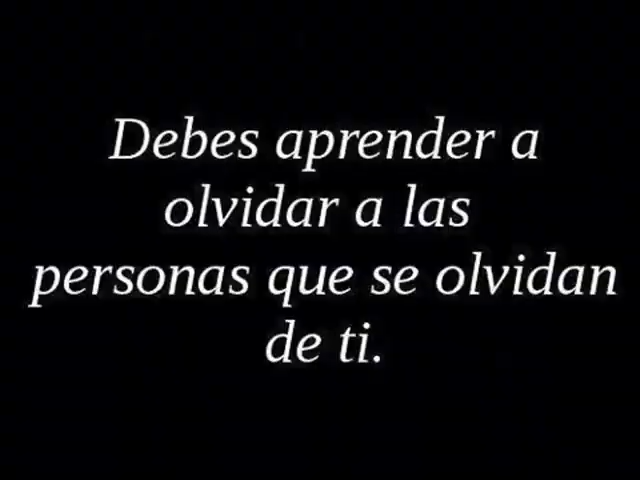 Debes aprender a
olvidar a las
personas que se olvidan
de ti.